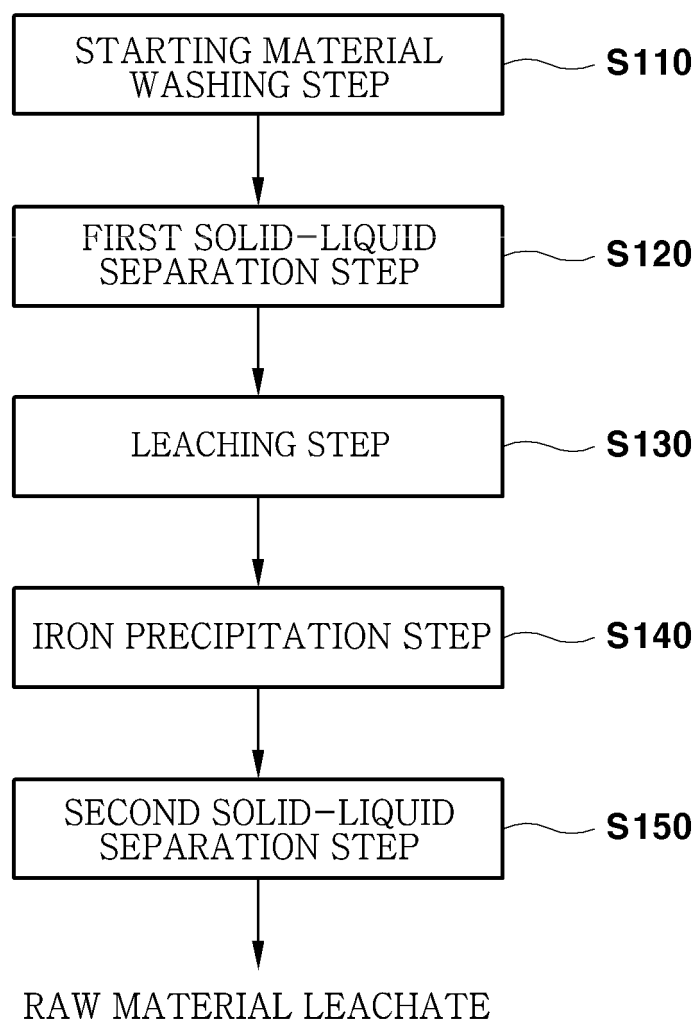 STARTING MATERIAL
WASHING STEP
S110
FIRST SOLID-LIQUID
SEPARATION STEP
S120
LEACHING STEP
S130
IRON PRECIPITATION STEP
S140
SECOND SOLID-LIQUID
SEPARATION STEP
S150
RAW MATERIAL LEACHATE